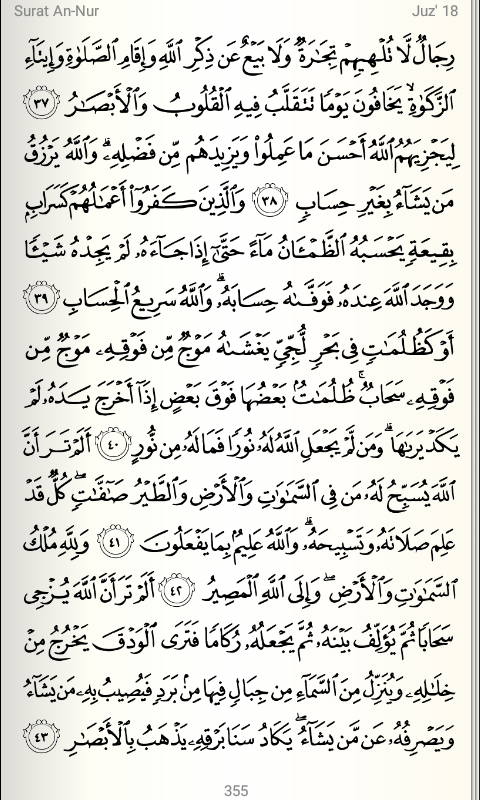 Surat An-Nur
Juz' 18
رِجَالٌ لَّا تُلْهِيهِمْ تِجَٰرَةٌ وَلَا بَيْعٌ عَن ذِكْرِ ٱللَّهِ وَإِقَامِ ٱلصَّلَوٰةِ وَإِيتَآءِ
ٱلزَّكَوٰةِ ۙ يَخَافُونَ يَوْمًا تَتَقَلَّبُ فِيهِ ٱلْقُلُوبُ وَٱلْأَبْصَٰرُ ٣٧
لِيَجْزِيَهُمُ ٱللَّهُ أَحْسَنَ مَا عَمِلُوا۟ وَيَزِيدَهُم مِّن فَضْلِهِۦ ۗ وَٱللَّهُ يَرْزُقُ
مَن يَشَآءُ بِغَيْرِ حِسَابٍ ٣٨ وَٱلَّذِينَ كَفَرُوٓا۟ أَعْمَٰلُهُمْ كَسَرَابٍۭ
بِقِيعَةٍ يَحْسَبُهُ ٱلظَّمْـَٔانُ مَآءً حَتَّىٰٓ إِذَا جَآءَهُۥ لَمْ يَجِدْهُ شَيْـًٔا
وَوَجَدَ ٱللَّهَ عِندَهُۥ فَوَفَّىٰهُ حِسَابَهُۥ ۗ وَٱللَّهُ سَرِيعُ ٱلْحِسَابِ ٣٩
أَوْ كَظُلُمَٰتٍ فِى بَحْرٍ لُّجِّىٍّ يَغْشَىٰهُ مَوْجٌ مِّن فَوْقِهِۦ مَوْجٌ مِّن
فَوْقِهِۦ سَحَابٌ ۚ ظُلُمَٰتٌۢ بَعْضُهَا فَوْقَ بَعْضٍ إِذَآ أَخْرَجَ يَدَهُۥ لَمْ
يَكَدْ يَرَىٰهَا ۗ وَمَن لَّمْ يَجْعَلِ ٱللَّهُ لَهُۥ نُورًا فَمَا لَهُۥ مِن نُّورٍ ٤٠ أَلَمْ تَرَ أَنَّ
ٱللَّهَ يُسَبِّحُ لَهُۥ مَن فِى ٱلسَّمَٰوَٰتِ وَٱلْأَرْضِ وَٱلطَّيْرُ صَٰٓفَّٰتٍ ۖ كُلٌّ قَدْ
عَلِمَ صَلَاتَهُۥ وَتَسْبِيحَهُۥ ۗ وَٱللَّهُ عَلِيمٌۢ بِمَا يَفْعَلُونَ ٤١ وَلِلَّهِ مُلْكُ
ٱلسَّمَٰوَٰتِ وَٱلْأَرْضِ ۖ وَإِلَى ٱللَّهِ ٱلْمَصِيرُ ٤٢ أَلَمْ تَرَ أَنَّ ٱللَّهَ يُزْجِى
سَحَابًا ثُمَّ يُؤَلِّفُ بَيْنَهُۥ ثُمَّ يَجْعَلُهُۥ رُكَامًا فَتَرَى ٱلْوَدْقَ يَخْرُجُ مِنْ
خِلَٰلِهِۦ وَيُنَزِّلُ مِنَ ٱلسَّمَآءِ مِن جِبَالٍ فِيهَا مِنۢ بَرَدٍ فَيُصِيبُ بِهِۦ مَن يَشَآءُ
وَيَصْرِفُهُۥ عَن مَّن يَشَآءُ ۖ يَكَادُ سَنَا بَرْقِهِۦ يَذْهَبُ بِٱلْأَبْصَٰرِ ٤٣
355